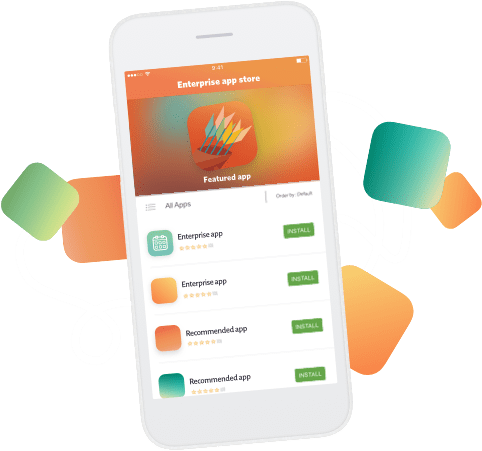 9:41
Enterprise app store
Featured app
All Apps
Order by: Default
Enterprise app
INSTALL
Enterprise app
INSTALL
Recommended app
INSTALL
Recommended app
INSTALL